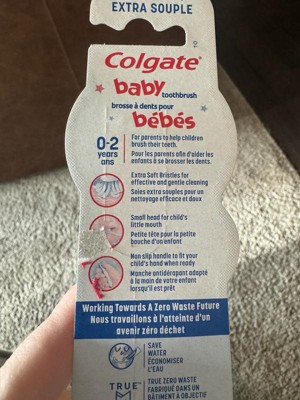 EXTRA SOUPLE
Colgate®
baby toothbrush
brosse à dents pour
bébés
0-2
years
ans
For parents to help children
brush their teeth.
Pour les parents afin d'aider les
enfants à se brosser les dents.
Extra Soft Bristles for
effective and gentle cleaning
Soies extra souples pour un
nettoyage efficace et doux
Small head for child's
little mouth
Petite tête pour la petite
bouche d'un enfant
Non slip handle to fit your
child's hand when ready
Manche antidérapant adapté
à la main de votre enfant
lorsqu'il est prêt
Working Towards A Zero Waste Future
Nous travaillons à l'atteinte d'un
avenir zéro déchet
SAVE
WATER
ÉCONOMISER
L'EAU
TRUE
TRUE ZERO WASTE
FABRIQUÉ DANS UN
BÂTIMENT À OBJECTIF